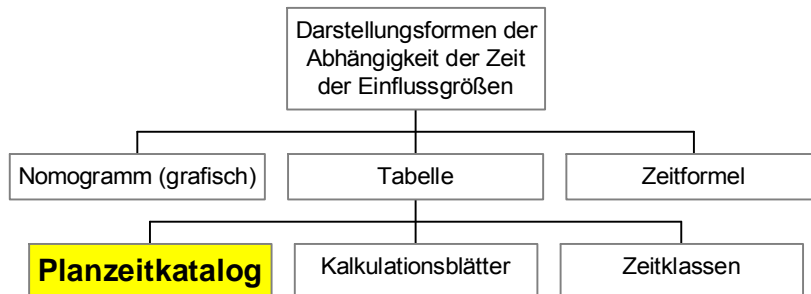 Darstellungsformen der
Abhängigkeit der Zeit
der Einflussgrößen
Nomogramm (grafisch)
Tabelle
Zeitformel
Planzeitkatalog
Kalkulationsblätter
Zeitklassen